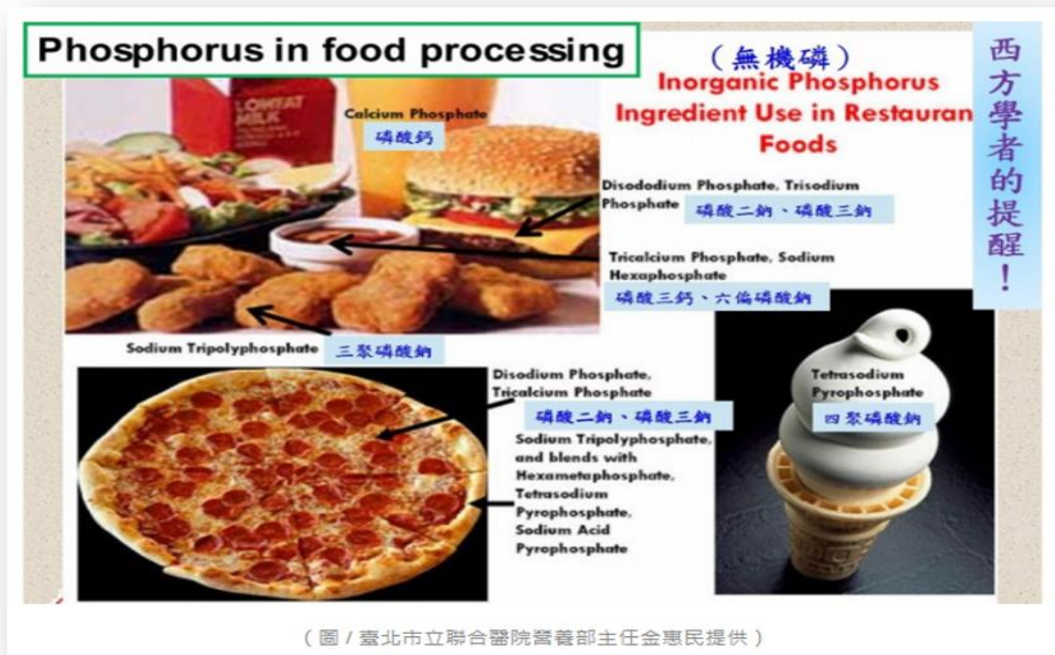 Phosphorus in food processing
（無機磷）
Inorganic Phosphorus
Ingredient Use in Restauran
Foods
西方學者的提醒！
LOWFAT
MILK
Calcium Phosphate
磷酸鈣
Disododium Phosphate, Trisodium
Phosphate
磷酸二鈉、磷酸三鈉
Tricalcium Phosphate, Sodium
Hexaphosphate
磷酸三鈣、六偏磷酸鈉
Sodium Tripolyphosphate
三聚磷酸鈉
Disodium Phosphate,
Tricalcium Phosphate
磷酸二鈉、磷酸三鈉
Sodium Tripolyphosphate,
and blends with
Hexametaphosphate,
Tetrasodium
Pyrophosphate,
Sodium Acid
Pyrophosphate
Tetrasodium
Pyrophosphate
四聚磷酸鈉
（圖／臺北市立聯合醫院營養部主任金惠民提供）